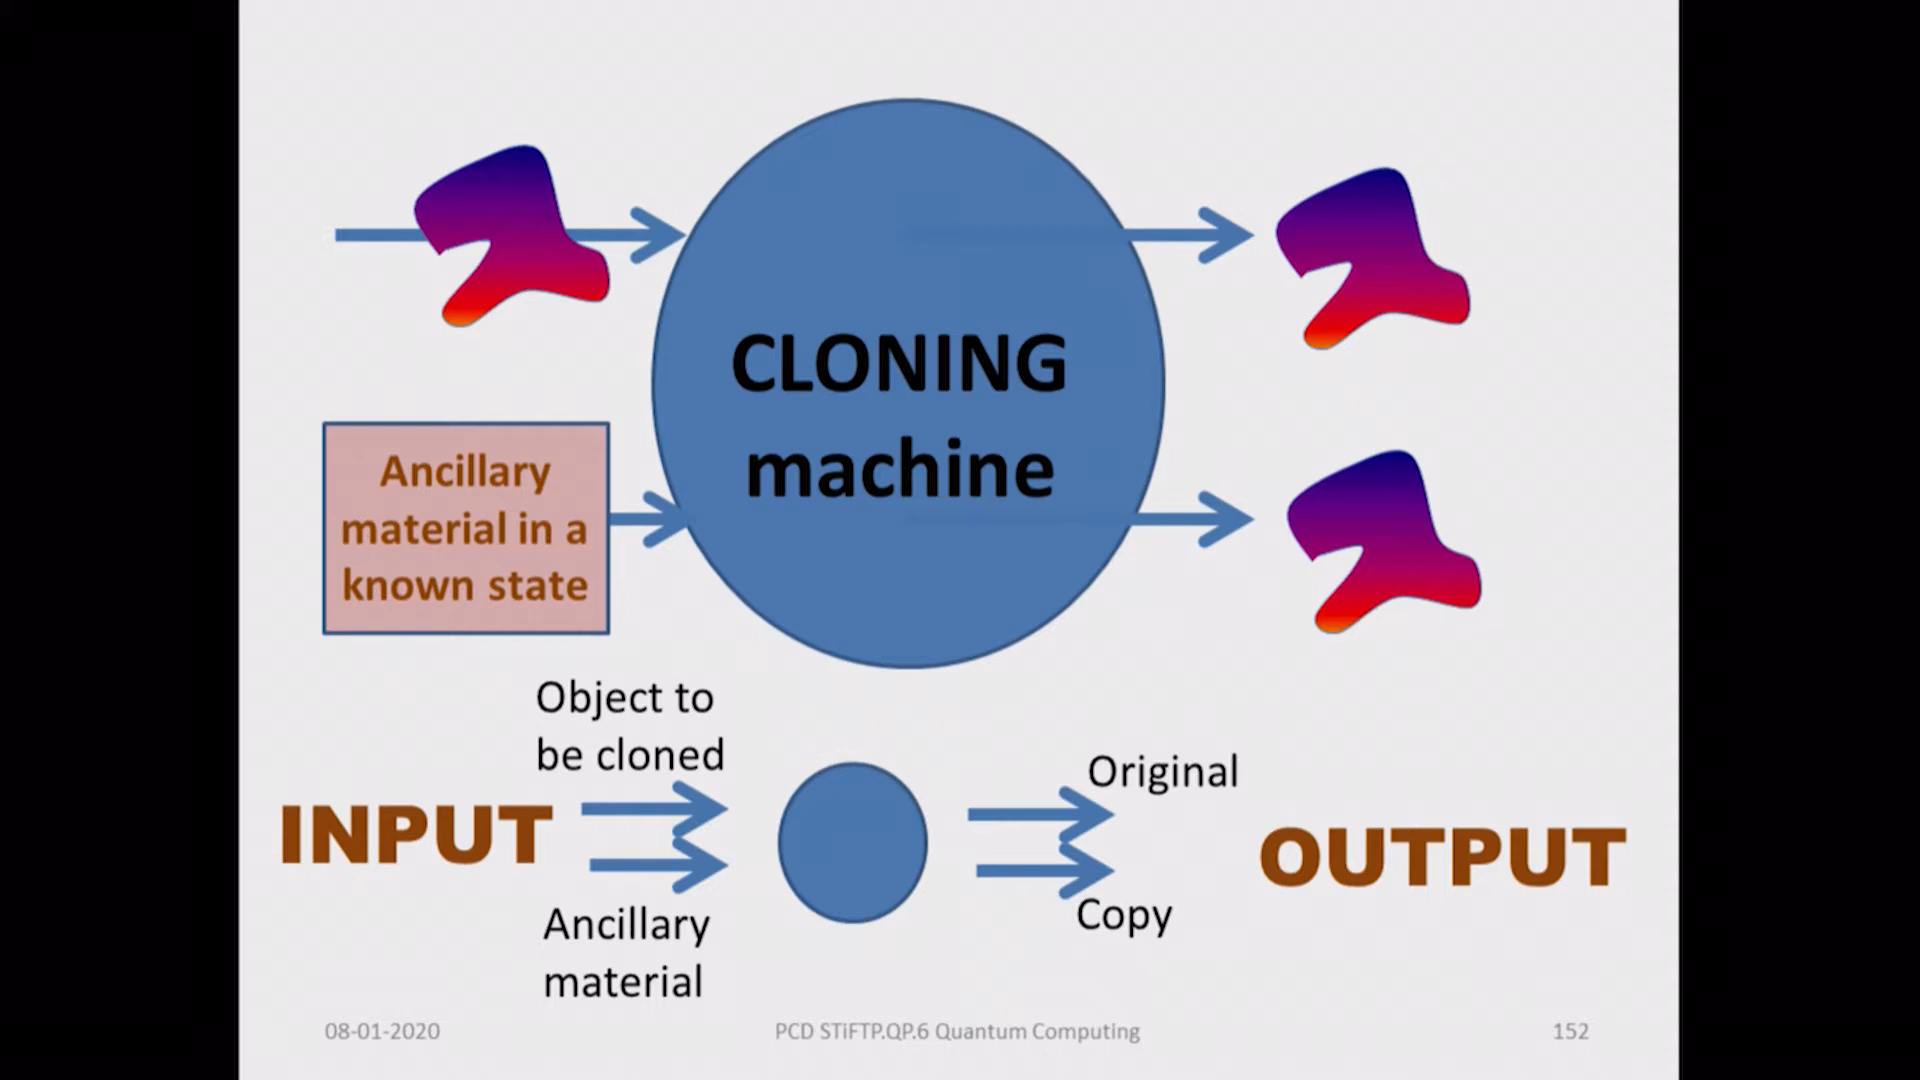 CLONING
machine
Ancillary
material in a
known state
Object to
be cloned
INPUT
Ancillary
material
Original
Copy
OUTPUT
08-01-2020
PCD STiFTP.QP.6 Quantum Computing
152